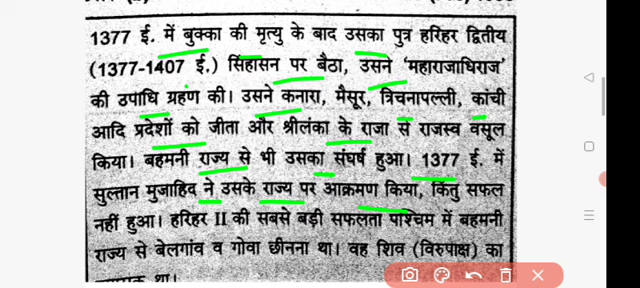 1377 ई. में बुक्का की मृत्यु के बाद उसका पुत्र हरिहर द्वितीय
(1377-1407 ई.) सिंहासन पर बैठा, उसने 'महाराजाधिराज'
की उपाधि ग्रहण की। उसने कनारा, मैसूर, त्रिचनापल्ली, कांची
आदि प्रदेशों को जीता और श्रीलंका के राजा से राजस्व वसूल
किया। बहमनी राज्य से भी उसका संघर्ष हुआ। 1377 ई. में
सुल्तान मुजाहिद ने उसके राज्य पर आक्रमण किया, किंतु सफल
नहीं हुआ। हरिहर II की सबसे बड़ी सफलता पाश्चिम में बहमनी
राज्य से बेलगांव व गोवा छीनना था। वह शिव (विरुपाक्ष) का